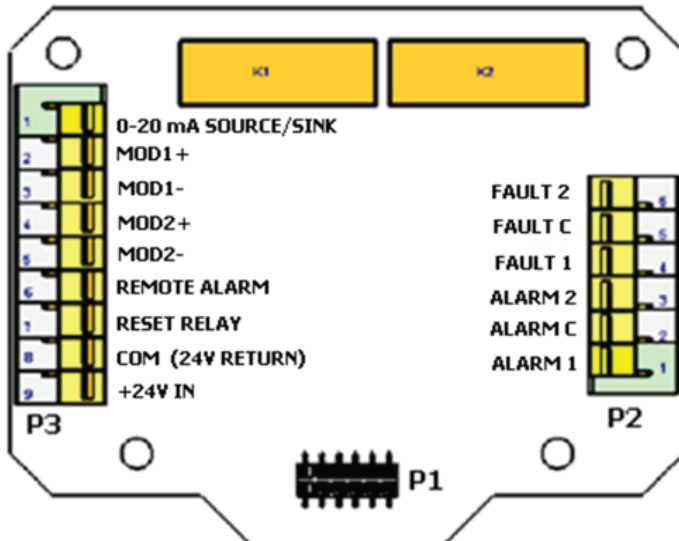 K1
K2
1 0-20 mA SOURCE/SINK
2 MOD1+
3 MOD1-
4 MOD2+
5 MOD2-
6 REMOTE ALARM
7 RESET RELAY
8 COM (24V RETURN)
9 +24V IN
P3
FAULT 2 6
FAULT C 5
FAULT 1 4
ALARM 2 3
ALARM C 2
ALARM 1 1
P2
P1